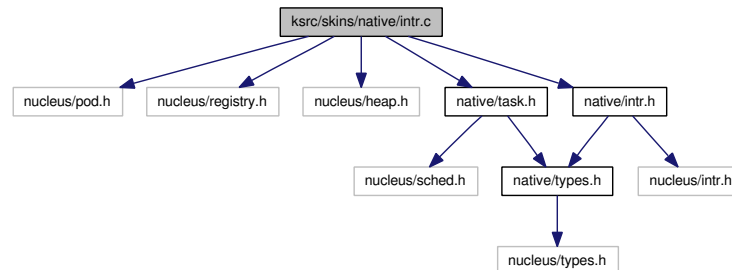 ksrc/skins/native/intr.c
nucleus/pod.h
nucleus/registry.h
nucleus/heap.h
native/task.h
native/intr.h
nucleus/sched.h
native/types.h
nucleus/intr.h
nucleus/types.h